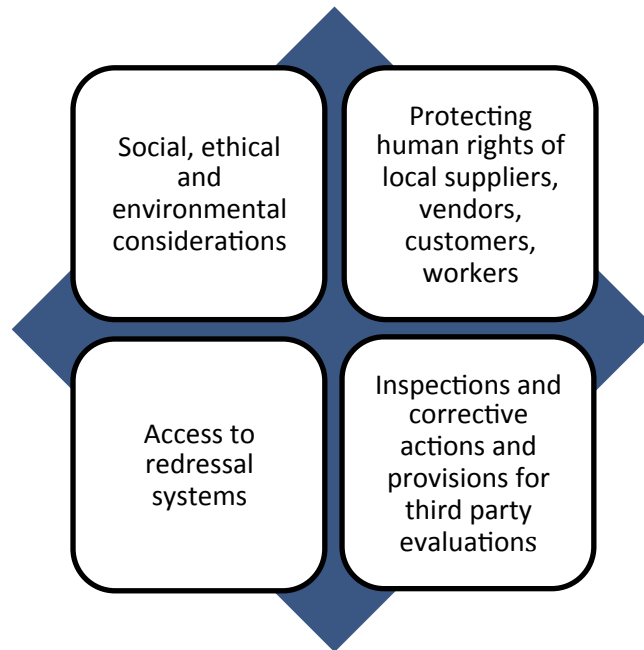 Social, ethical
and
environmental
considerations
Protecting
human rights of
local suppliers,
vendors,
customers,
workers
Access to
redressal
systems
Inspections and
corrective
actions and
provisions for
third party
evaluations